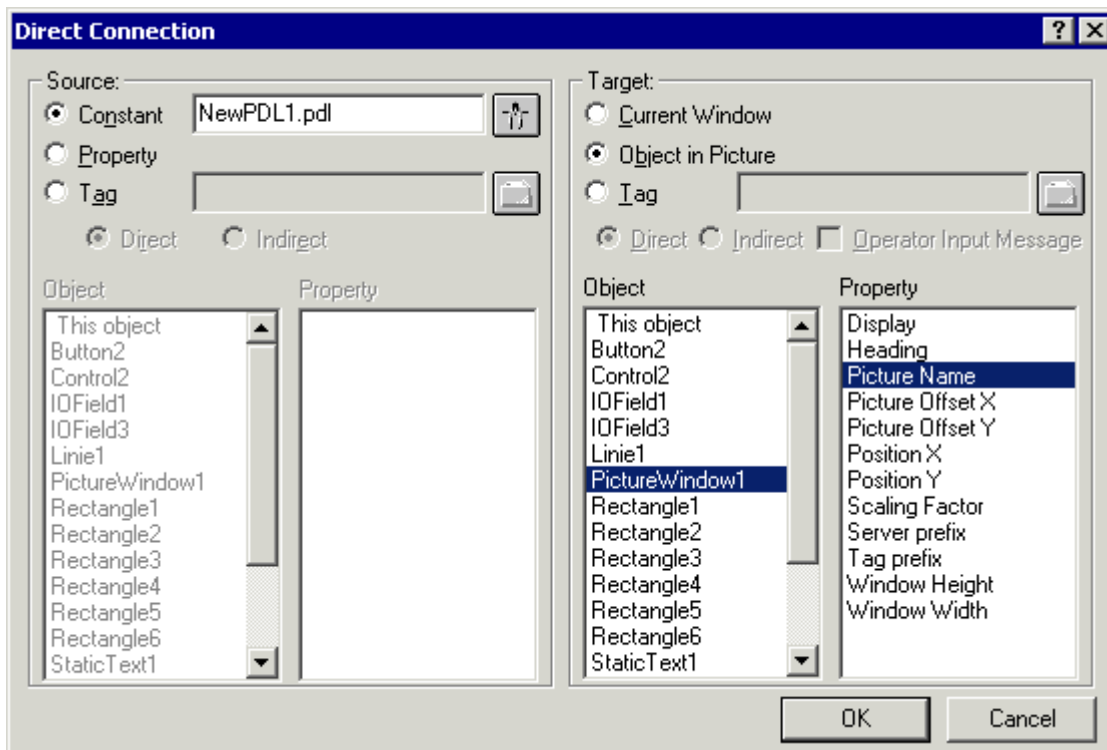 Direct Connection
Source:
Constant NewPDL1.pdl
Property
Tag
Direct Indirect
Object Property
This object
Button2
Control2
IOField1
IOField3
Linie1
PictureWindow1
Rectangle1
Rectangle2
Rectangle3
Rectangle4
Rectangle5
Rectangle6
StaticText1
Target:
Current Window
Object in Picture
Tag
Direct Indirect Operator Input Message
Object
This object
Button2
Control2
IOField1
IOField3
Linie1
PictureWindow1
Rectangle1
Rectangle2
Rectangle3
Rectangle4
Rectangle5
Rectangle6
StaticText1
Property
Display
Heading
Picture Name
Picture Offset X
Picture Offset Y
Position X
Position Y
Scaling Factor
Server prefix
Tag prefix
Window Height
Window Width
OK Cancel